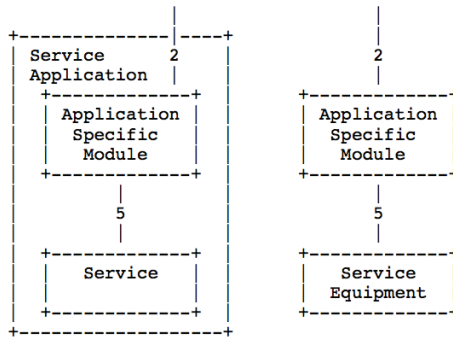 Service 2 2
Application
Application Application
Specific Specific
Module Module
5 5
Service Service
Equipment